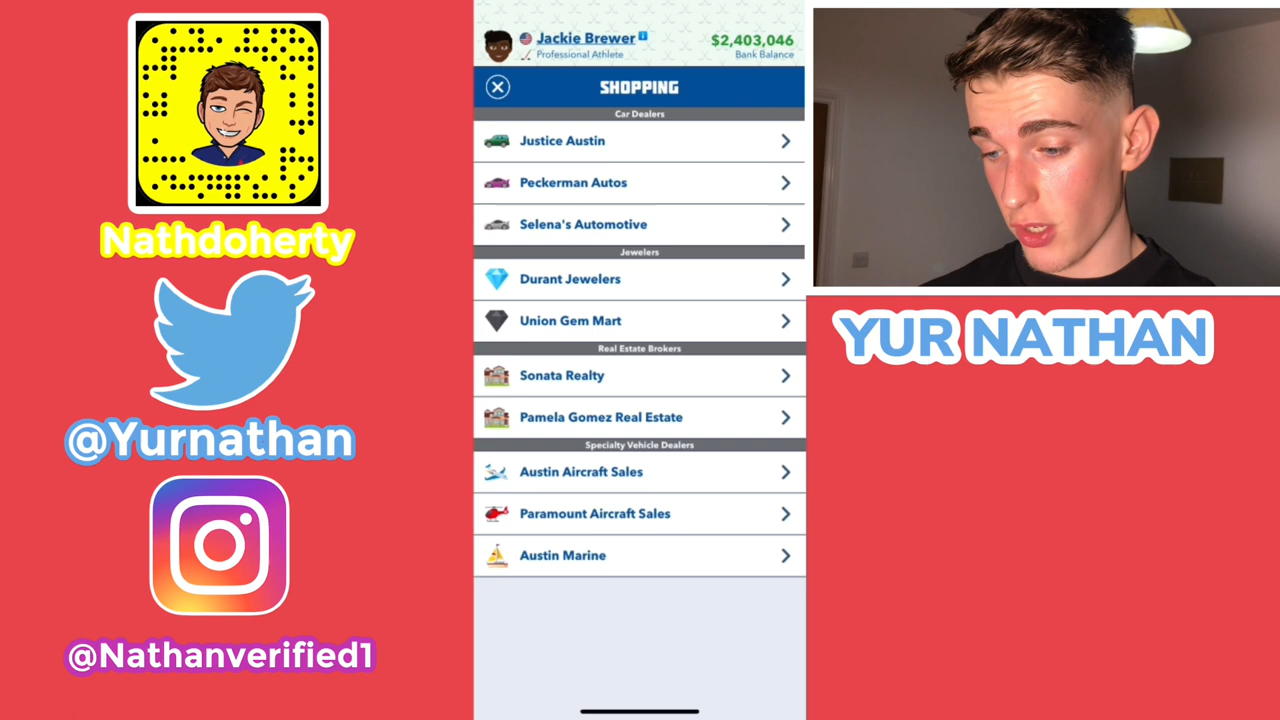 Nathdoherty
@Yurnathan
@Nathanverified1
Jackie Brewer
Professional Athlete
$2,403,046
Bank Balance
SHOPPING
Car Dealers
Justice Austin
Peckerman Autos
Selena's Automotive
Jewelers
Durant Jewelers
Union Gem Mart
Real Estate Brokers
Sonata Realty
Pamela Gomez Real Estate
Specialty Vehicle Dealers
Austin Aircraft Sales
Paramount Aircraft Sales
Austin Marine
YUR NATHAN